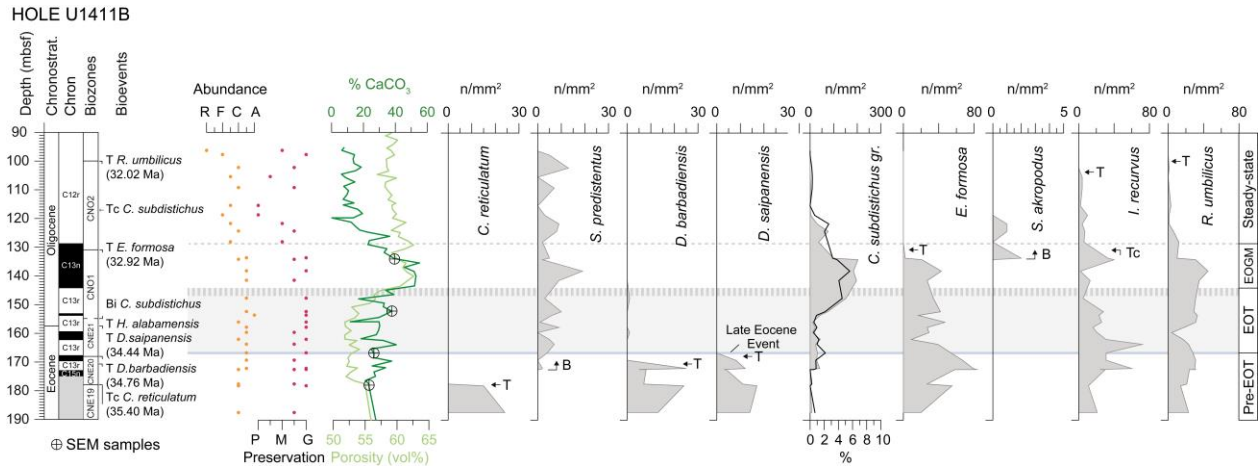 HOLE U1411B
Depth (mbsf)
Chronostrat.
Chron
Biozones
Bioevents
Abundance
R F C A
% CaCO3
0 20 40 60
n/mm²
0 30
n/mm²
0 30
n/mm²
0 30
n/mm²
0 30
n/mm²
0 300
n/mm²
0 80
n/mm²
0 5
n/mm²
0 80
n/mm²
0 80
90
100
110
120
130
140
150
160
170
180
190
Oligocene
Eocene
C12r
C13n
C13r
C13r
C13r
C13r
C15n
CNO2
CNO1
CNE21
CNE20
CNE19
T R. umbilicus
(32.02 Ma)
Tc C. subdistichus
T E. formosa
(32.92 Ma)
Bi C. subdistichus
T H. alabamensis
T D.saipanensis
(34.44 Ma)
T D.barbadiensis
(34.76 Ma)
Tc C. reticulatum
(35.40 Ma)
C. reticulatum
T
S. predistentus
B
D. barbadiensis
T
D. saipanensis
Late Eocene
Event
T
C. subdistichus gr.
E. formosa
T
S. akropodus
B
I. recurvus
T
Tc
R. umbilicus
T
Steady-state
EOGM
EOT
Pre-EOT
⊕ SEM samples
P M G
Preservation
50 55 60 65
Porosity (vol%)
0 2 4 6 8 10
%